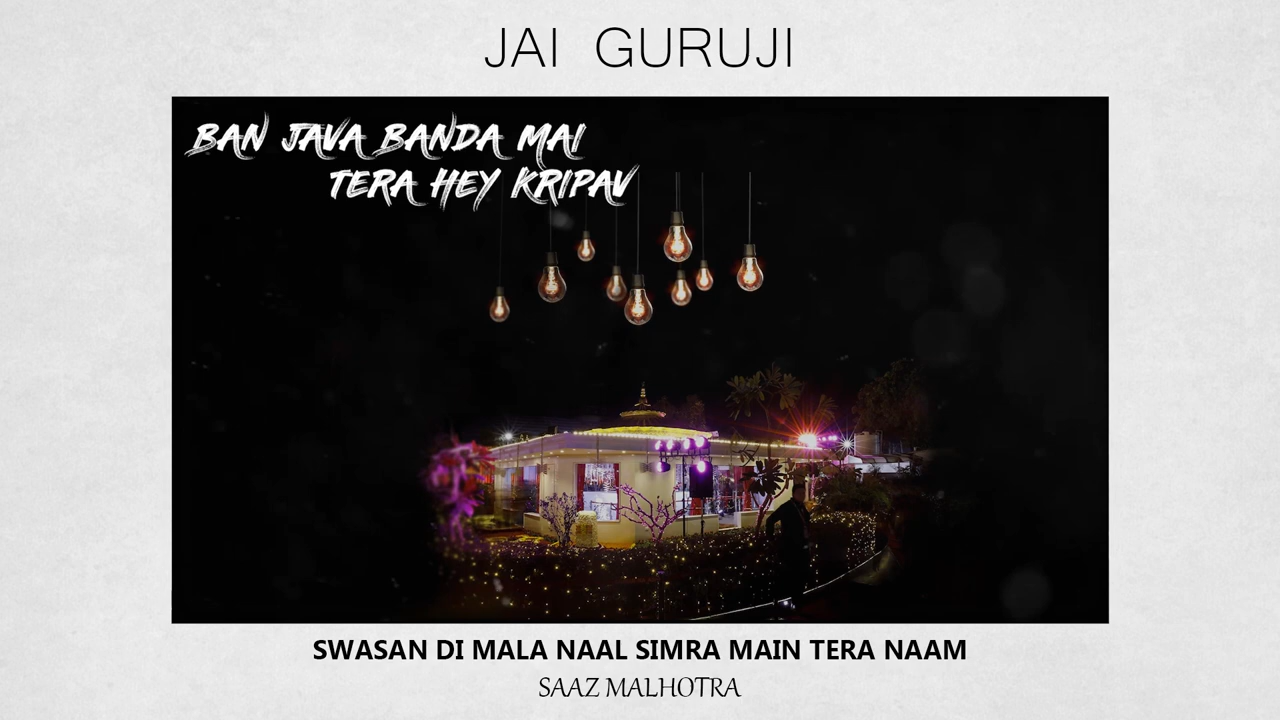 JAI GURUJI
BAN JAVA BANDA MAI
TERA HEY KRIPAV
SWASAN DI MALA NAAL SIMRA MAIN TERA NAAM
SAAZ MALHOTRA